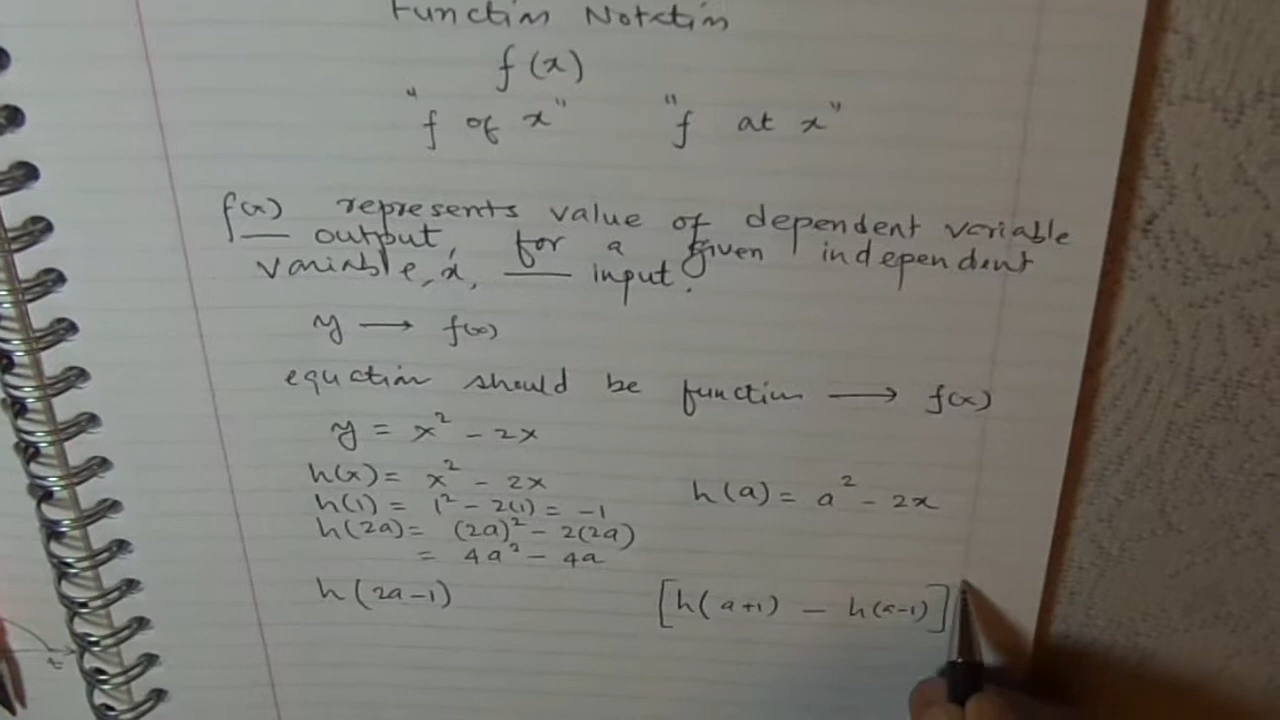 Function Notation
f(x)
"f of x" "f at x"
f(x) represents value of dependent variable
— output, for a given independent
variable, x, — input.
y → f(x)
equation should be function → f(x)
y = x² - 2x
h(x) = x² - 2x
h(a) = a² - 2x
h(1) = 1² - 2(1) = -1
h(2a) = (2a)² - 2(2a)
= 4a² - 4a
h(2a-1) [h(a+1) - h(a-1)]
t